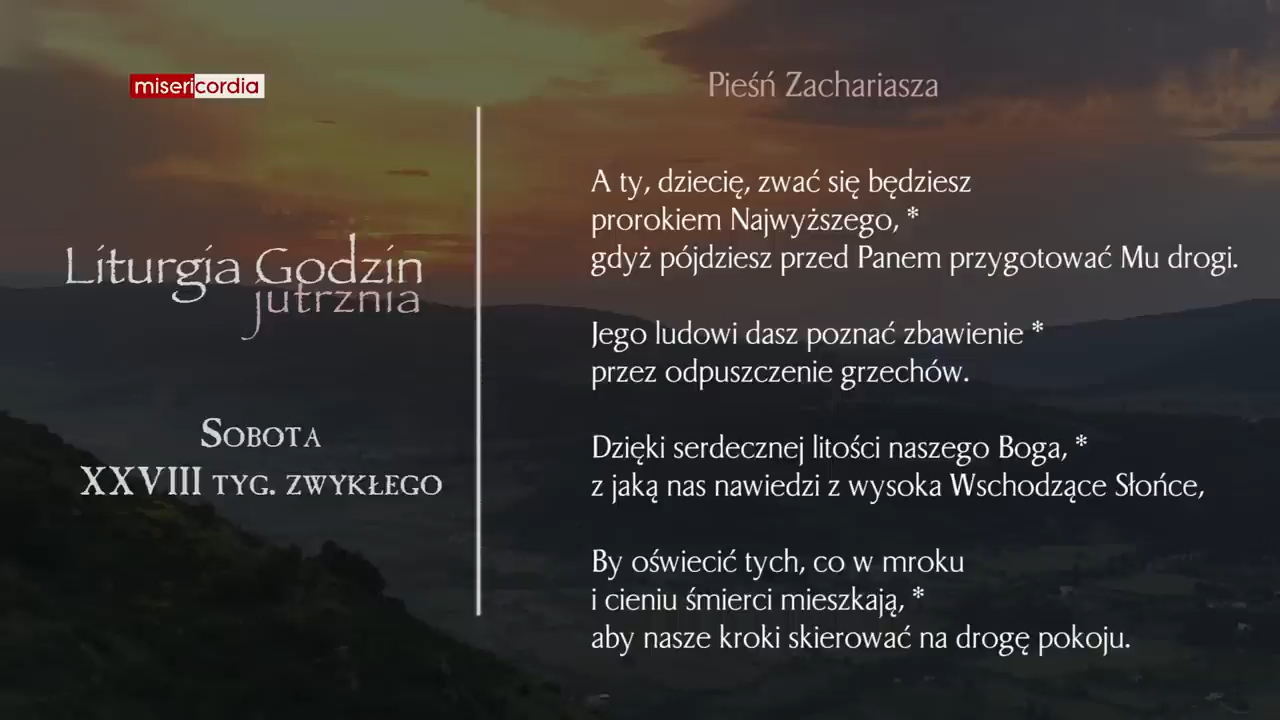 misericordia
Liturgia Godzin
jutrznia
Sobota
XXVIII tyg. zwykłego
Pieśń Zachariasza
A ty, dziecię, zwać się będziesz
prorokiem Najwyższego, *
gdyż pójdziesz przed Panem przygotować Mu drogi.
Jego ludowi dasz poznać zbawienie *
przez odpuszczenie grzechów.
Dzięki serdecznej litości naszego Boga, *
z jaką nas nawiedzi z wysoka Wschodzące Słońce,
By oświecić tych, co w mroku
i cieniu śmierci mieszkają, *
aby nasze kroki skierować na drogę pokoju.